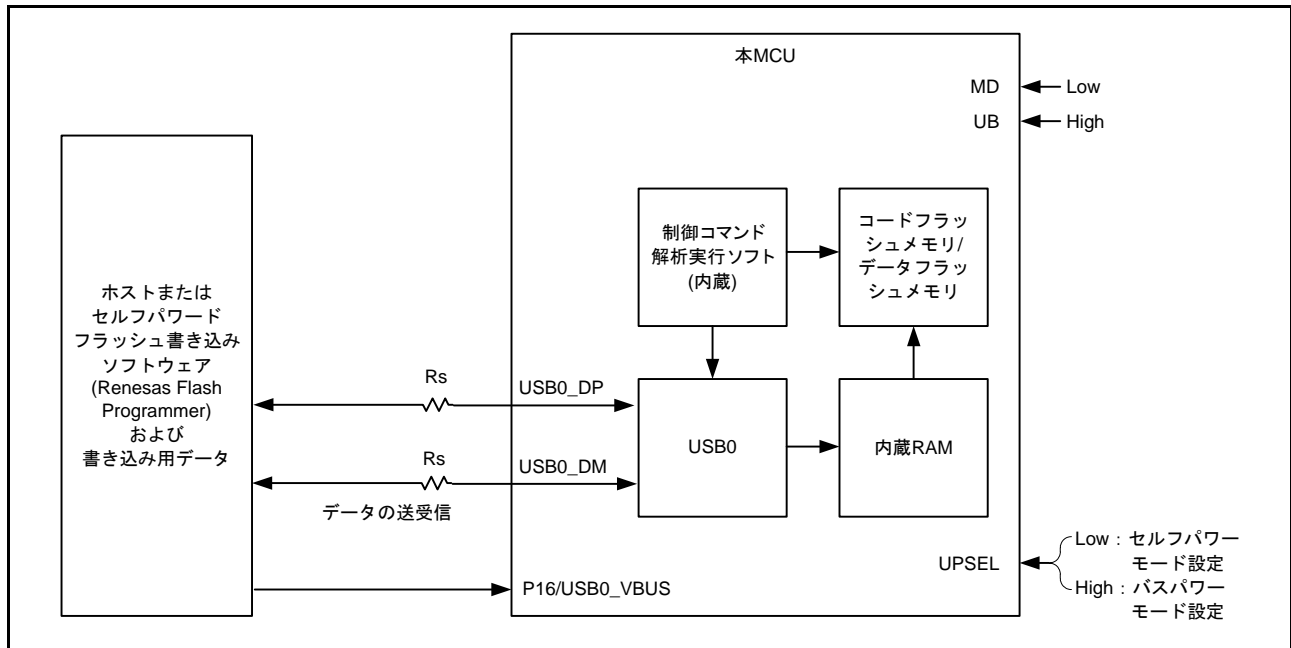 本MCU
MD
Low
UB
High
ホストまたは
セルフパワード
フラッシュ書き込み
ソフトウェア
(Renesas Flash
Programmer)
および
書き込み用データ
制御コマンド
解析実行ソフト
(内蔵)
コードフラッ
シュメモリ/
データフラッ
シュメモリ
Rs
USB0_DP
Rs
USB0_DM
データの送受信
USB0
内蔵RAM
P16/USB0_VBUS
UPSEL
Low：セルフパワー
モード設定
High：バスパワー
モード設定